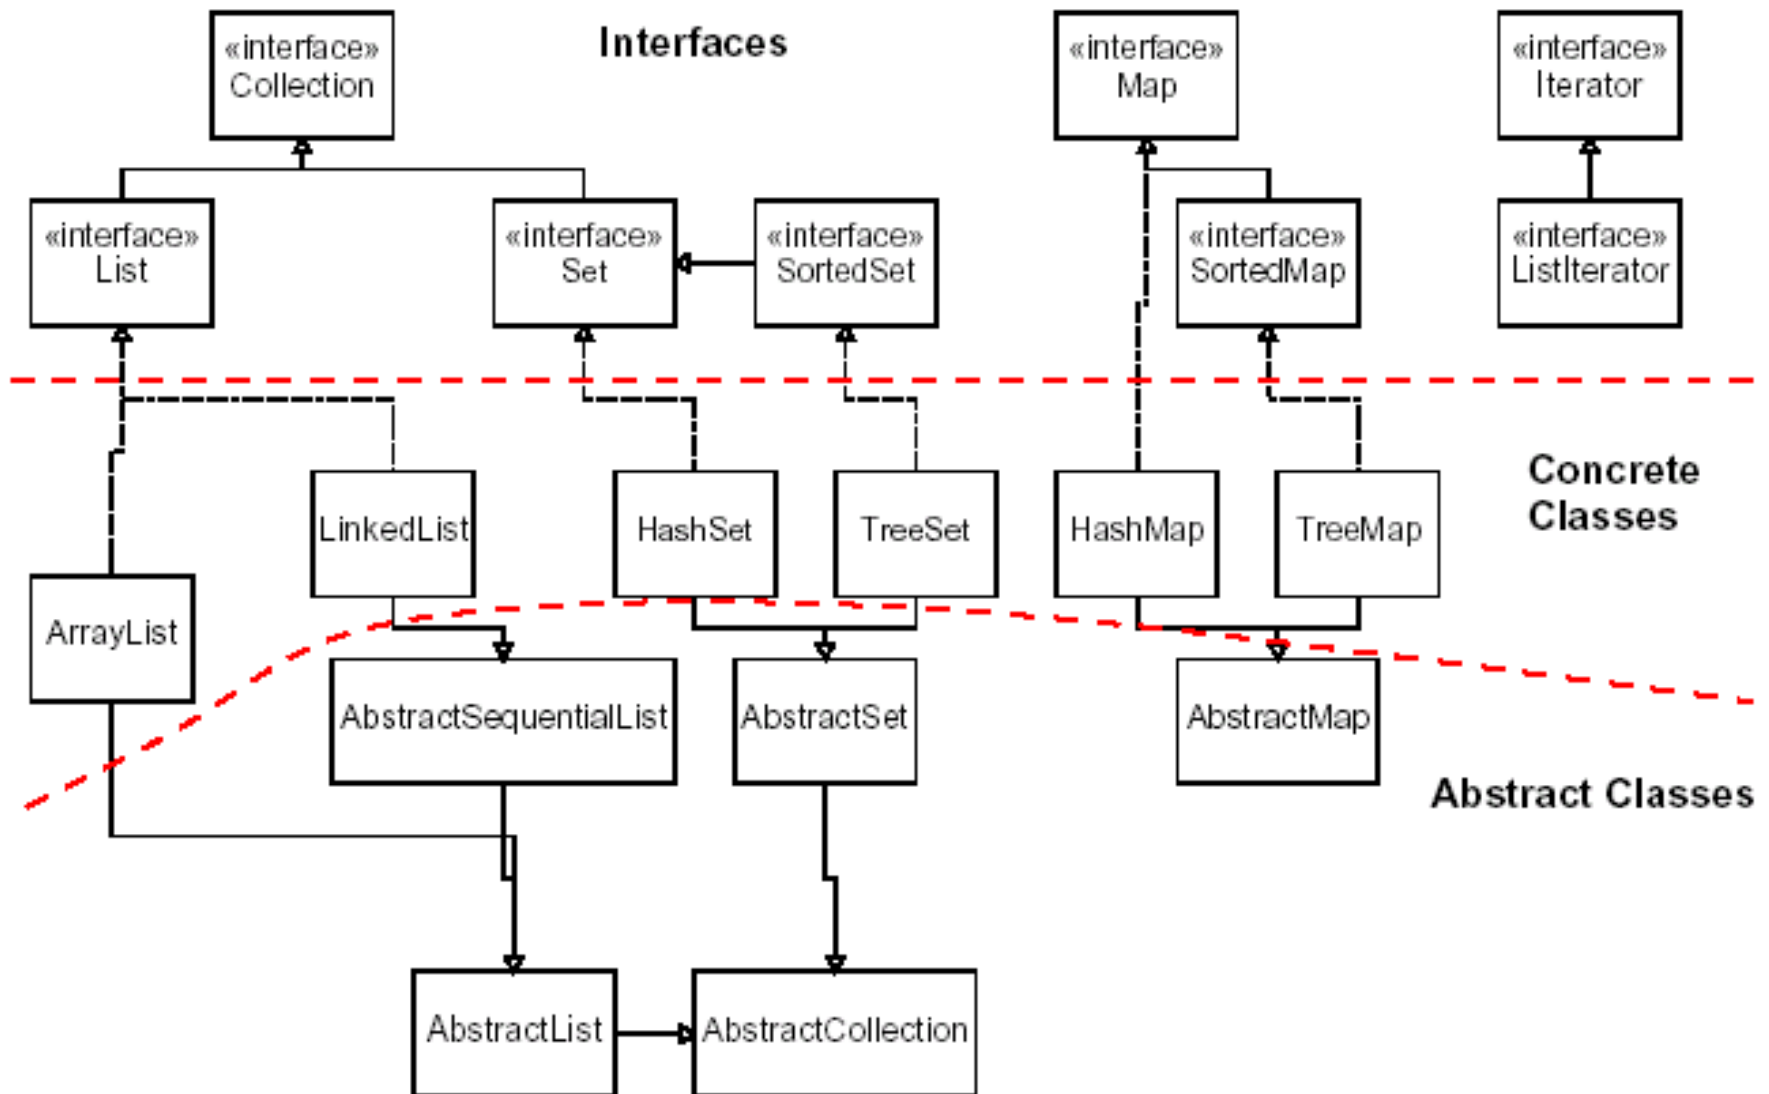 «interface»
Collection
Interfaces
«interface»
Map
«interface»
Iterator
«interface»
List
«interface»
Set
«interface»
SortedSet
«interface»
SortedMap
«interface»
ListIterator
Concrete
Classes
LinkedList
HashSet
TreeSet
HashMap
TreeMap
ArrayList
AbstractSequentialList
AbstractSet
AbstractMap
Abstract Classes
AbstractList
AbstractCollection